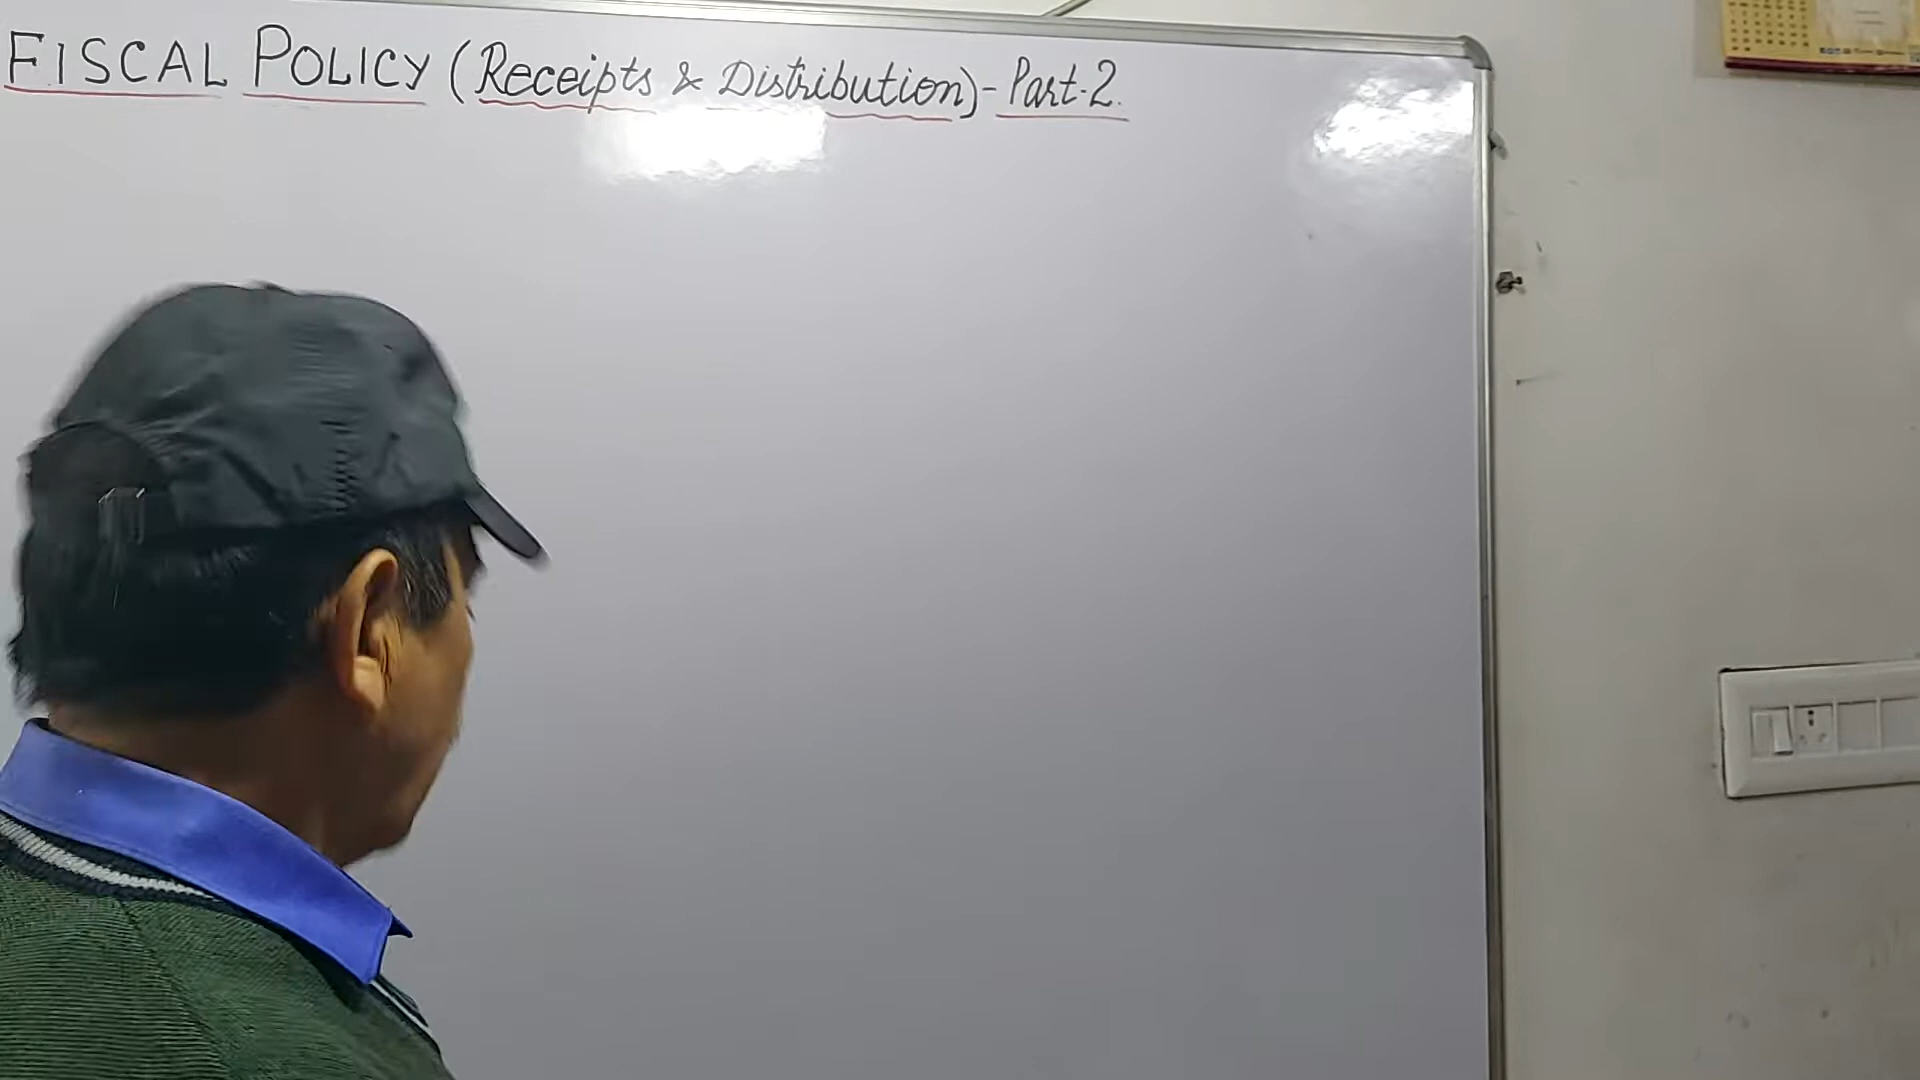 FISCAL POLICY (Receipts & Distribution)- Part-2.